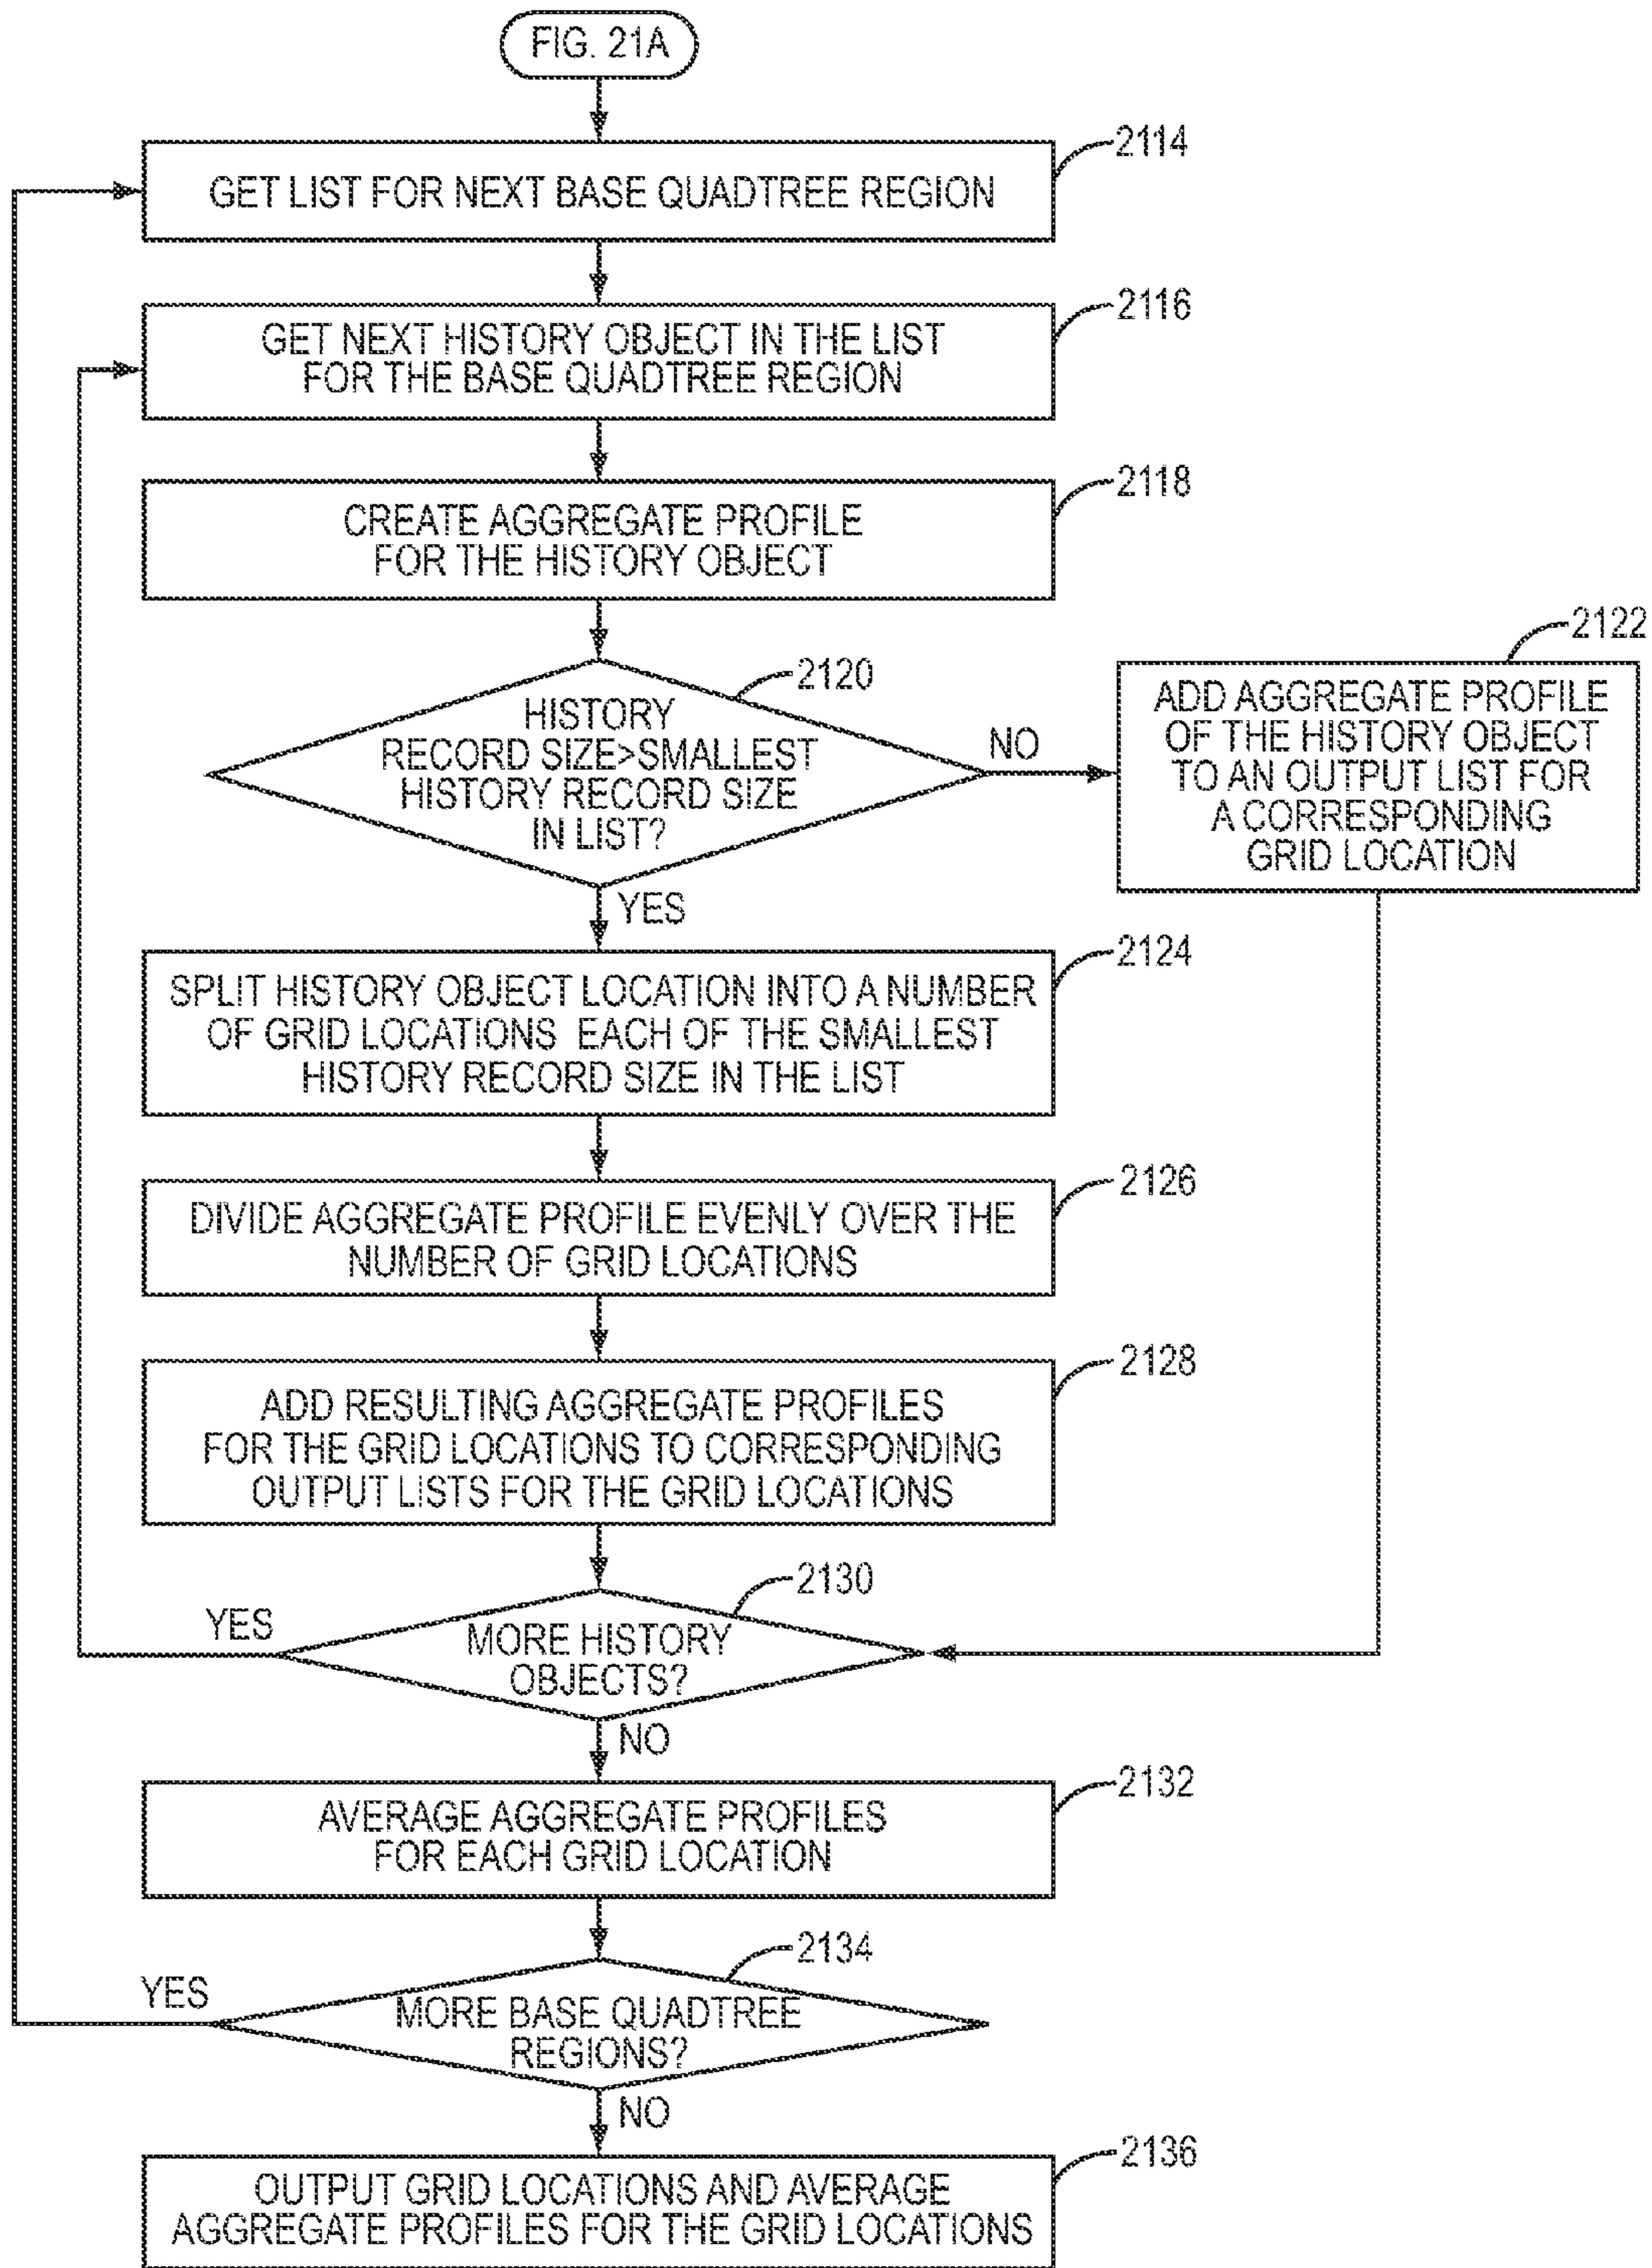 FIG. 21A
2114
GET LIST FOR NEXT BASE QUADTREE REGION
2116
GET NEXT HISTORY OBJECT IN THE LIST
FOR THE BASE QUADTREE REGION
2118
CREATE AGGREGATE PROFILE
FOR THE HISTORY OBJECT
2120
HISTORY
RECORD SIZE>SMALLEST
HISTORY RECORD SIZE
IN LIST?
NO
2122
ADD AGGREGATE PROFILE
OF THE HISTORY OBJECT
TO AN OUTPUT LIST FOR
A CORRESPONDING
GRID LOCATION
YES
2124
SPLIT HISTORY OBJECT LOCATION INTO A NUMBER
OF GRID LOCATIONS EACH OF THE SMALLEST
HISTORY RECORD SIZE IN THE LIST
2126
DIVIDE AGGREGATE PROFILE EVENLY OVER THE
NUMBER OF GRID LOCATIONS
2128
ADD RESULTING AGGREGATE PROFILES
FOR THE GRID LOCATIONS TO CORRESPONDING
OUTPUT LISTS FOR THE GRID LOCATIONS
2130
YES
MORE HISTORY
OBJECTS?
NO
2132
AVERAGE AGGREGATE PROFILES
FOR EACH GRID LOCATION
2134
YES
MORE BASE QUADTREE
REGIONS?
NO
2136
OUTPUT GRID LOCATIONS AND AVERAGE
AGGREGATE PROFILES FOR THE GRID LOCATIONS